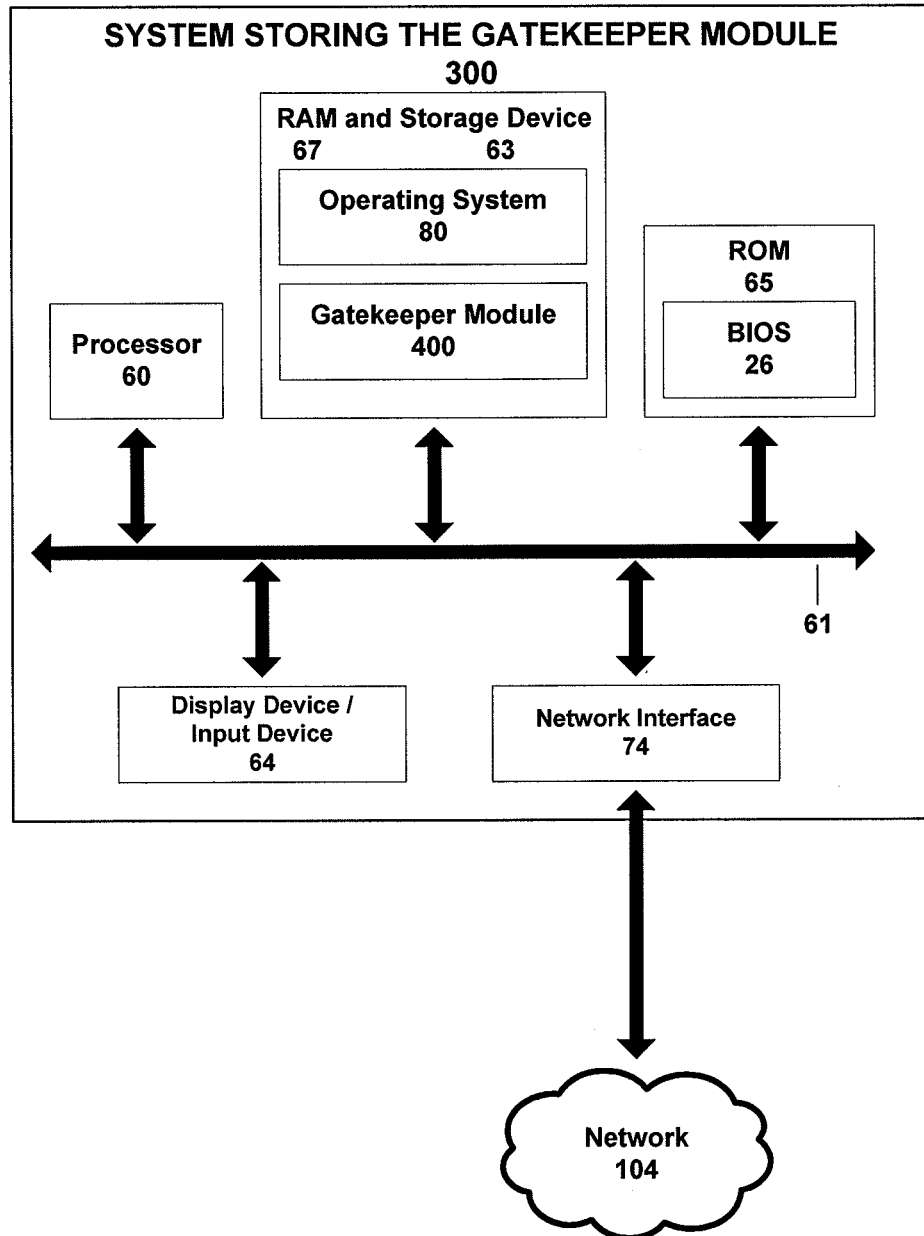 SYSTEM STORING THE GATEKEEPER MODULE
300
RAM and Storage Device
67 63
Operating System
80
Gatekeeper Module
400
ROM
65
BIOS
26
Processor
60
61
Display Device /
Input Device
64
Network Interface
74
Network
104